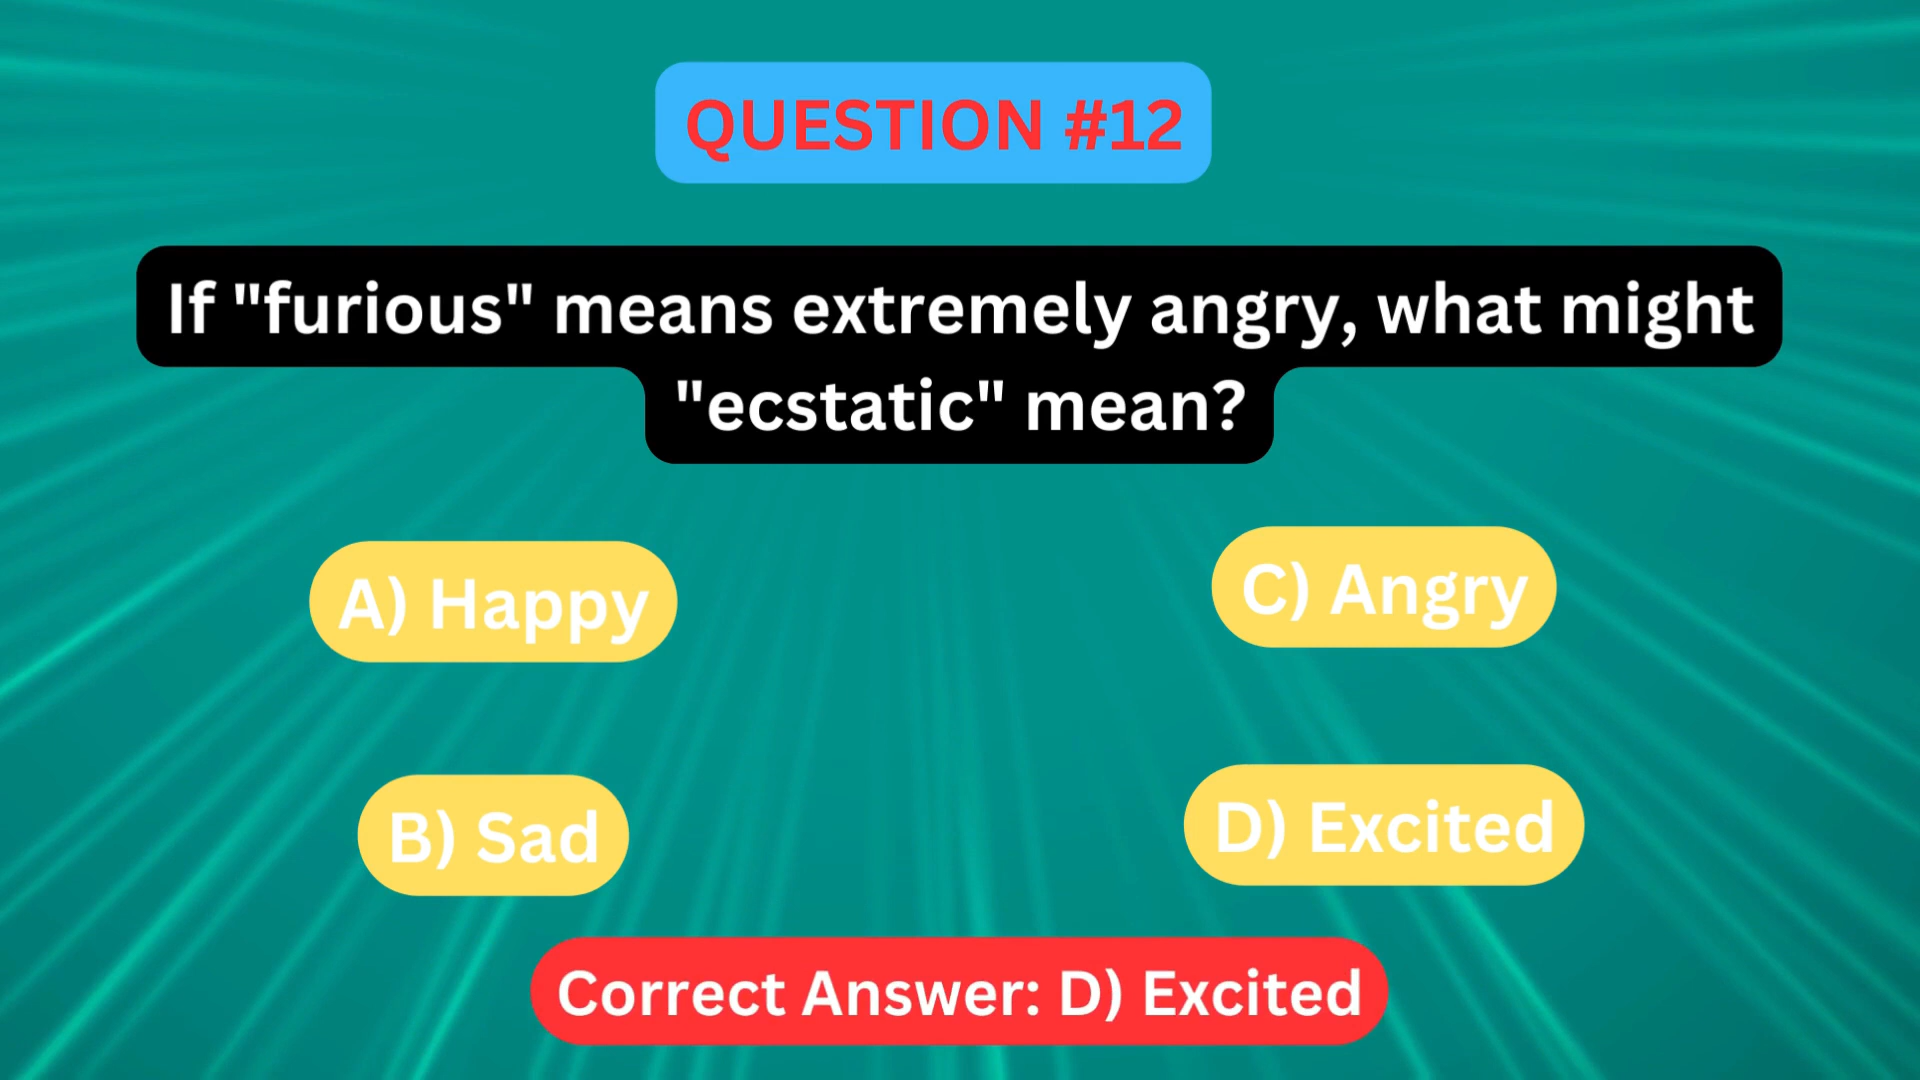 QUESTION #12
If "furious" means extremely angry, what might
"ecstatic" mean?
A) Happy
C) Angry
B) Sad
D) Excited
Correct Answer: D) Excited